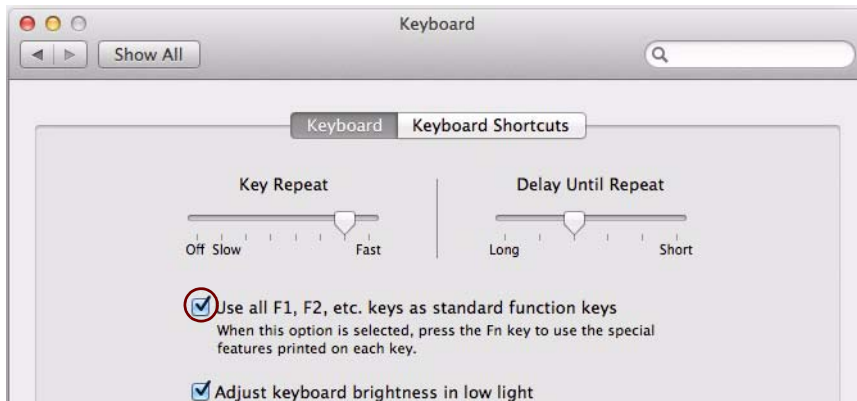 Keyboard
Show All
Keyboard Keyboard Shortcuts
Key Repeat Delay Until Repeat
Off Slow Fast Long Short
Use all F1, F2, etc. keys as standard function keys
When this option is selected, press the Fn key to use the special
features printed on each key.
Adjust keyboard brightness in low light